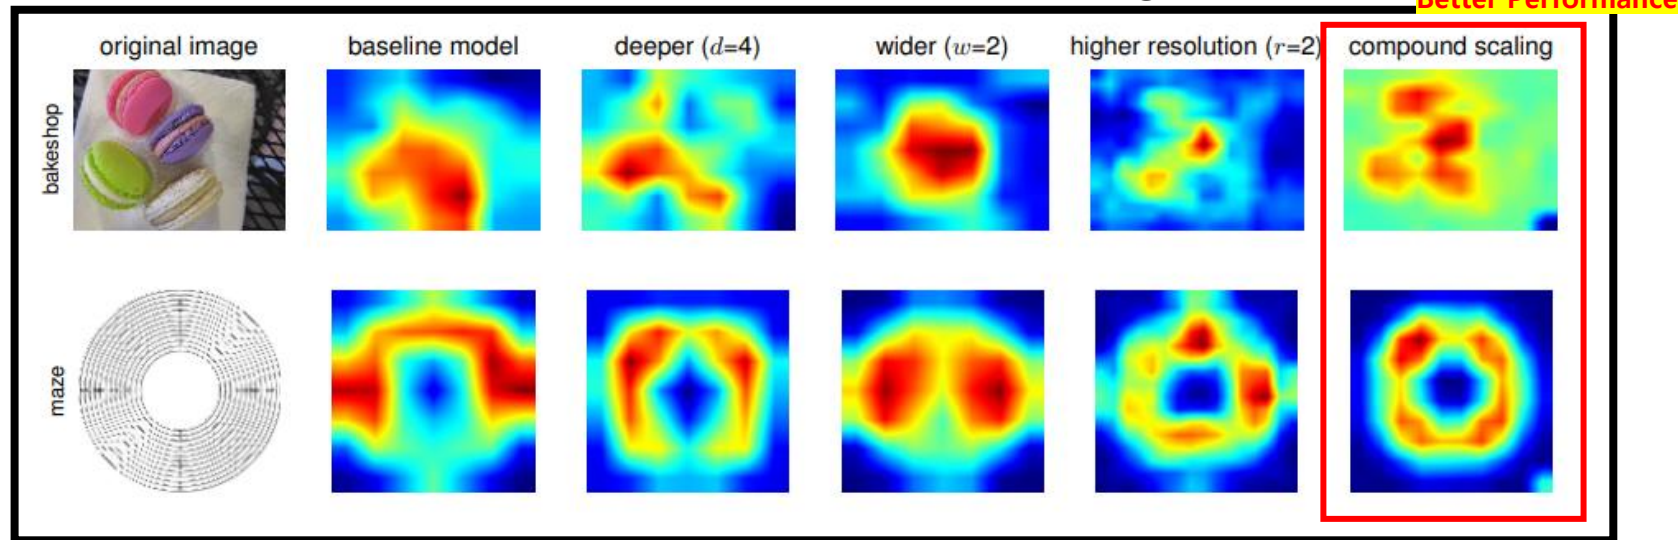 Better Performance
original image
baseline model
deeper (d=4)
wider (w=2)
higher resolution (r=2)
compound scaling
bakeshop
maze